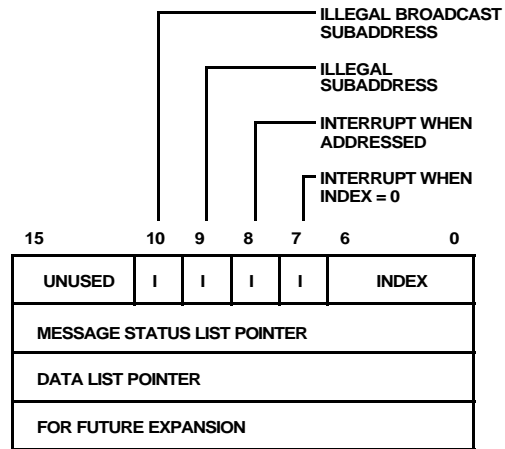 ILLEGAL BROADCAST
SUBADDRESS
ILLEGAL
SUBADDRESS
INTERRUPT WHEN
ADDRESSED
INTERRUPT WHEN
INDEX = 0
15 10 9 8 7 6 0
UNUSED I I I I INDEX
MESSAGE STATUS LIST POINTER
DATA LIST POINTER
FOR FUTURE EXPANSION